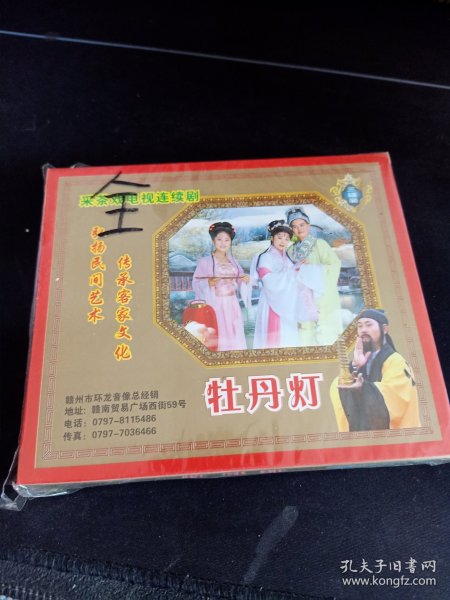 采茶戏电视连续剧
全
弘扬民间艺术
传承客家文化
牡丹灯
赣州市环龙音像总经销
地址：赣南贸易广场西街59号
电话：0797-8115486
传真：0797-7036466
孔夫子旧书网
www.kongfz.com